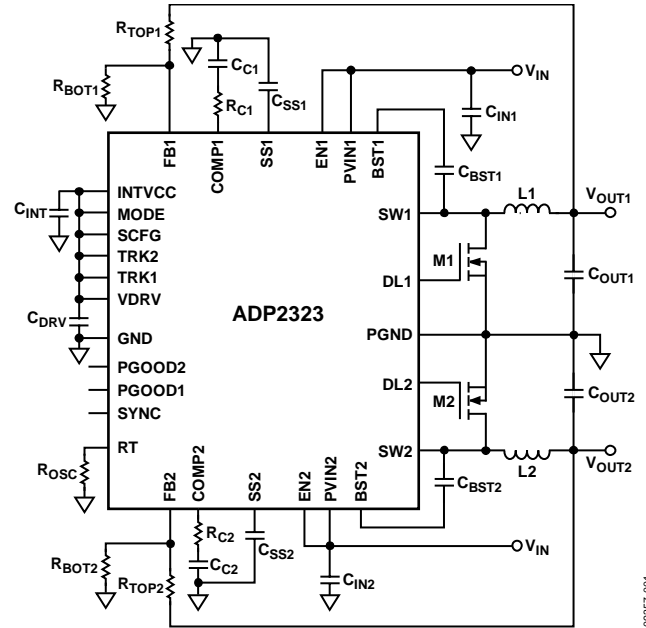 RTOP1
RBOT1
CC1
RC1
CSS1
VIN
CIN1
FB1
COMP1
SS1
EN1
PVIN1
BST1
CBST1
L1
VOUT1
CINT
INTVCC
MODE
SCFG
TRK2
TRK1
VDRV
CDRV
GND
PGOOD2
PGOOD1
SYNC
RT
ROSC
ADP2323
SW1
M1
DL1
COUT1
PGND
DL2
M2
COUT2
SW2
L2
VOUT2
CBST2
FB2
COMP2
SS2
EN2
PVIN2
BST2
RC2
CC2
CSS2
VIN
CIN2
RBOT2
RTOP2
09357-001